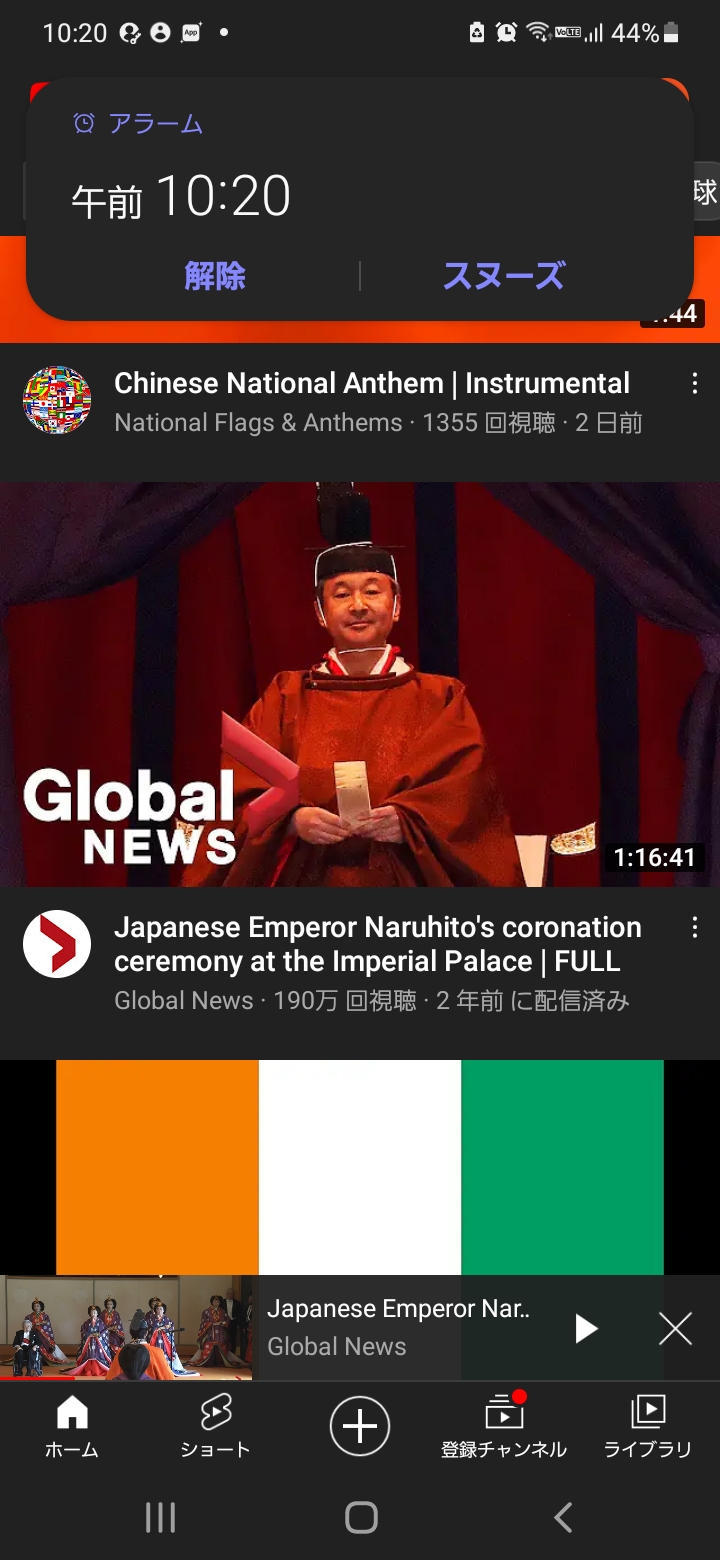 10:20
App
VoLTE
44%
アラーム
午前 10:20
解除
スヌーズ
球
:44
Chinese National Anthem | Instrumental
National Flags & Anthems · 1355 回視聴 · 2 日前
Global
NEWS
1:16:41
Japanese Emperor Naruhito's coronation
ceremony at the Imperial Palace | FULL
Global News · 190万 回視聴 · 2 年前 に配信済み
Japanese Emperor Nar..
Global News
ホーム
ショート
登録チャンネル
ライブラリ